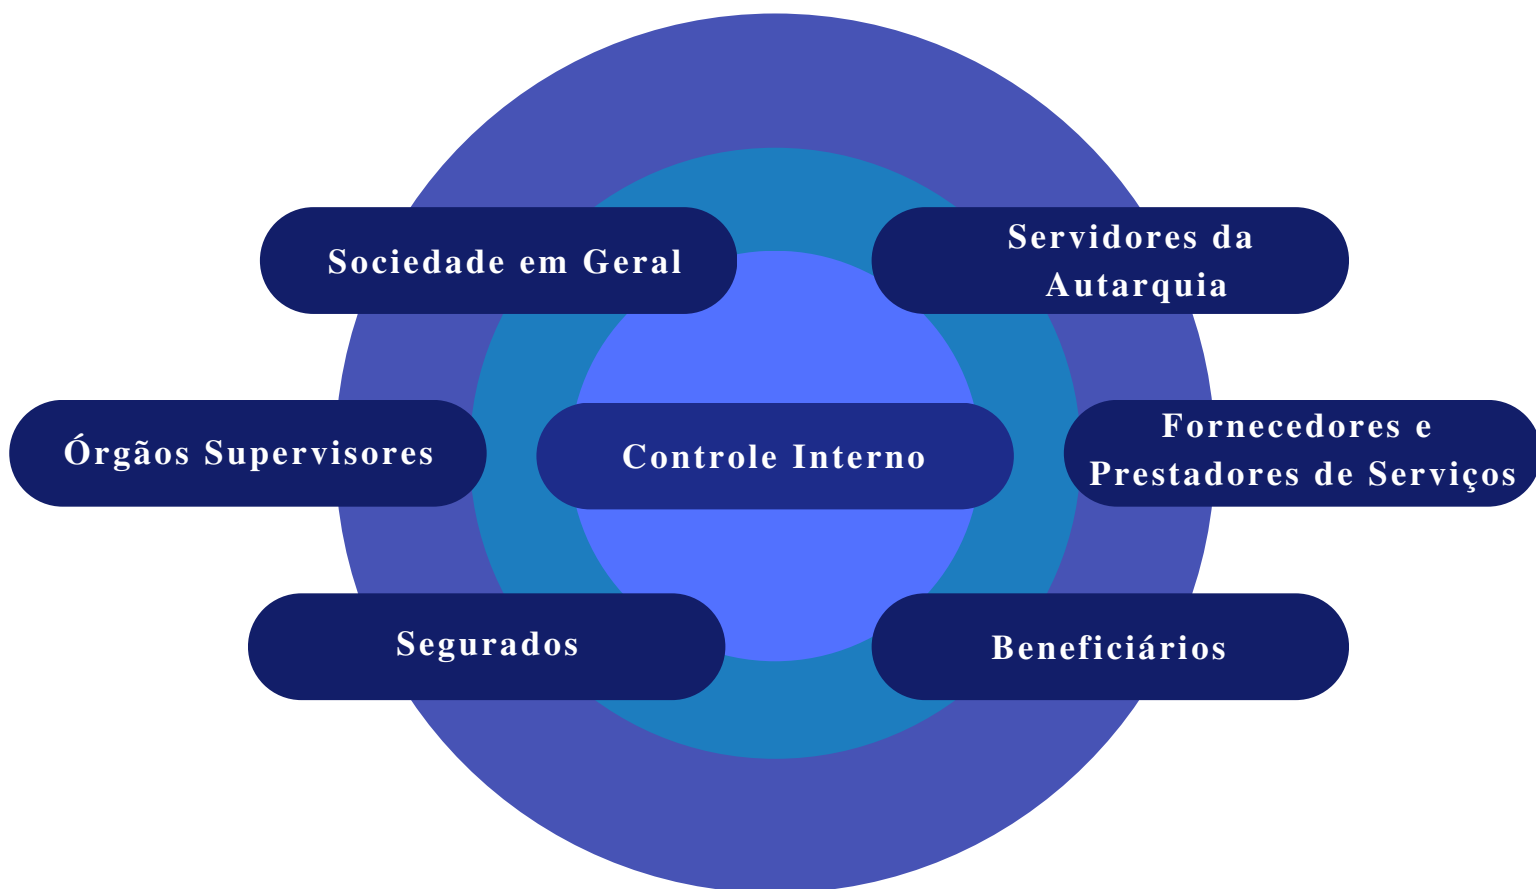 Sociedade em Geral
Servidores da
Autarquia
Órgãos Supervisores
Controle Interno
Fornecedores e
Prestadores de Serviços
Segurados
Beneficiários